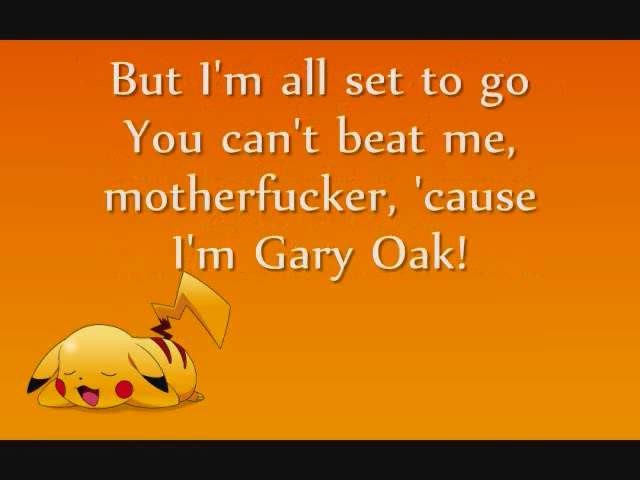 But I'm all set to go
You can't beat me,
motherfucker, 'cause
I'm Gary Oak!